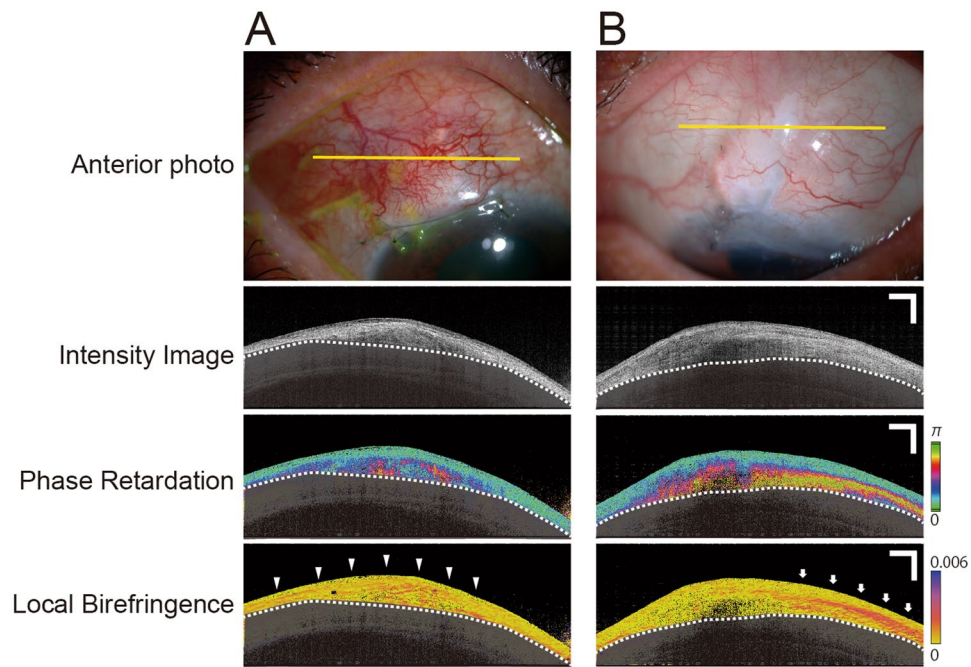 A
B
Anterior photo
Intensity Image
Phase Retardation
π
0
Local Birefringence
0.006
0